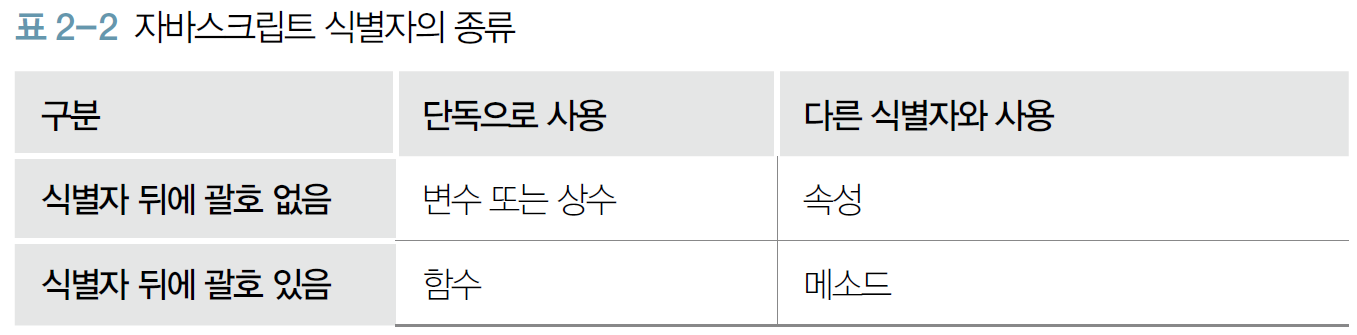 표 2-2 자바스크립트 식별자의 종류
구분 단독으로 사용 다른 식별자와 사용
식별자 뒤에 괄호 없음 변수 또는 상수 속성
식별자 뒤에 괄호 있음 함수 메소드